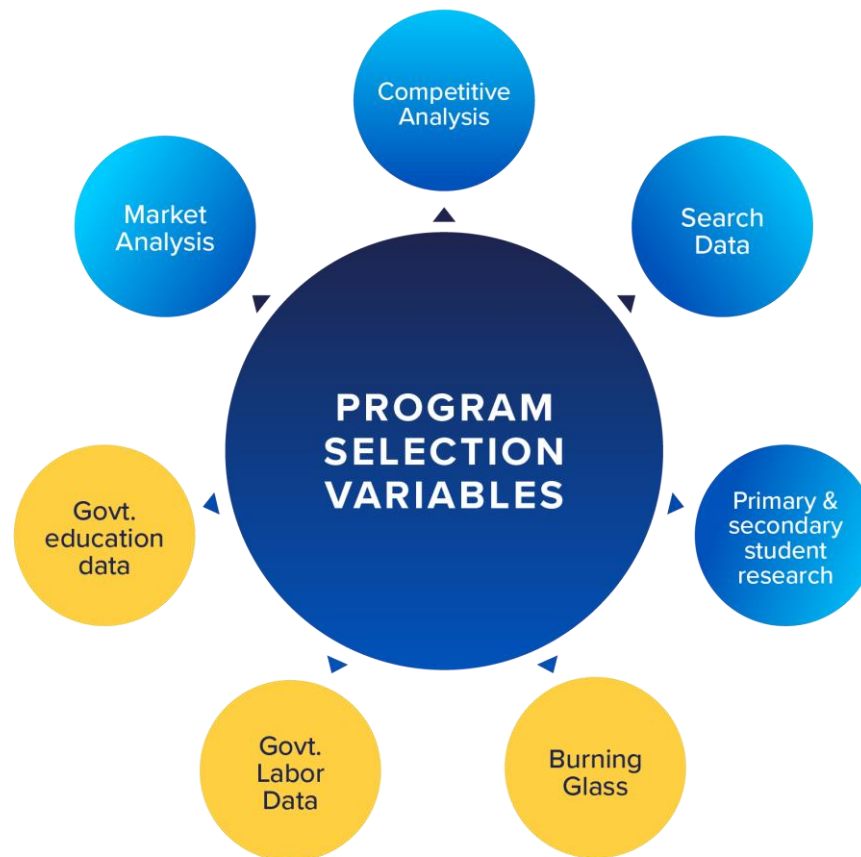 Competitive
Analysis
Market
Analysis
Search
Data
PROGRAM
SELECTION
VARIABLES
Govt.
education
data
Primary &
secondary
student
research
Govt.
Labor
Data
Burning
Glass